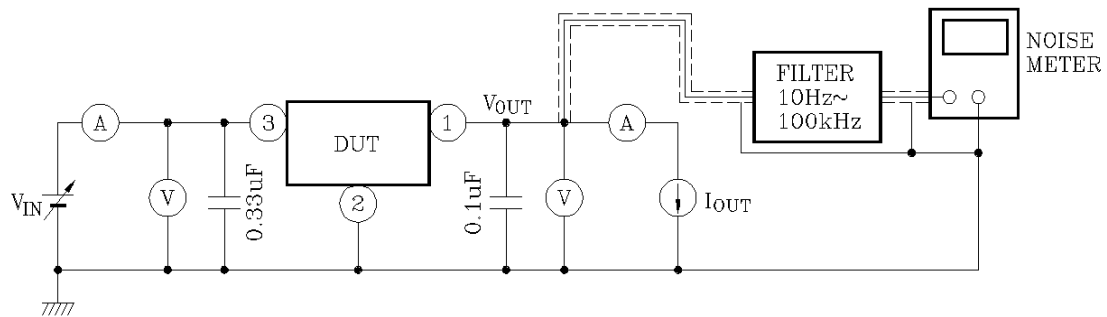 NOISE
METER
FILTER
10Hz~
100kHz
VOUT
A
3
DUT
1
A
VIN
V
0.33uF
2
0.1uF
V
IOUT